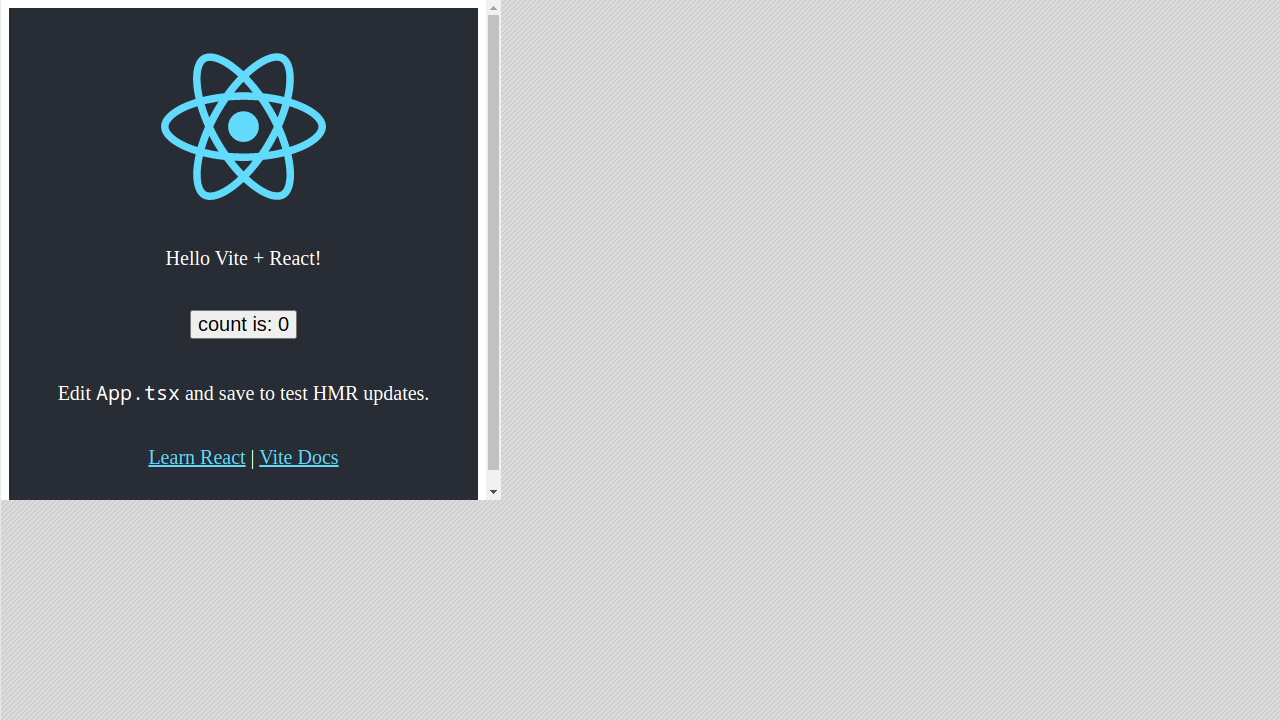 Hello Vite + React!
count is: 0
Edit App.tsx and save to test HMR updates.
Learn React | Vite Docs